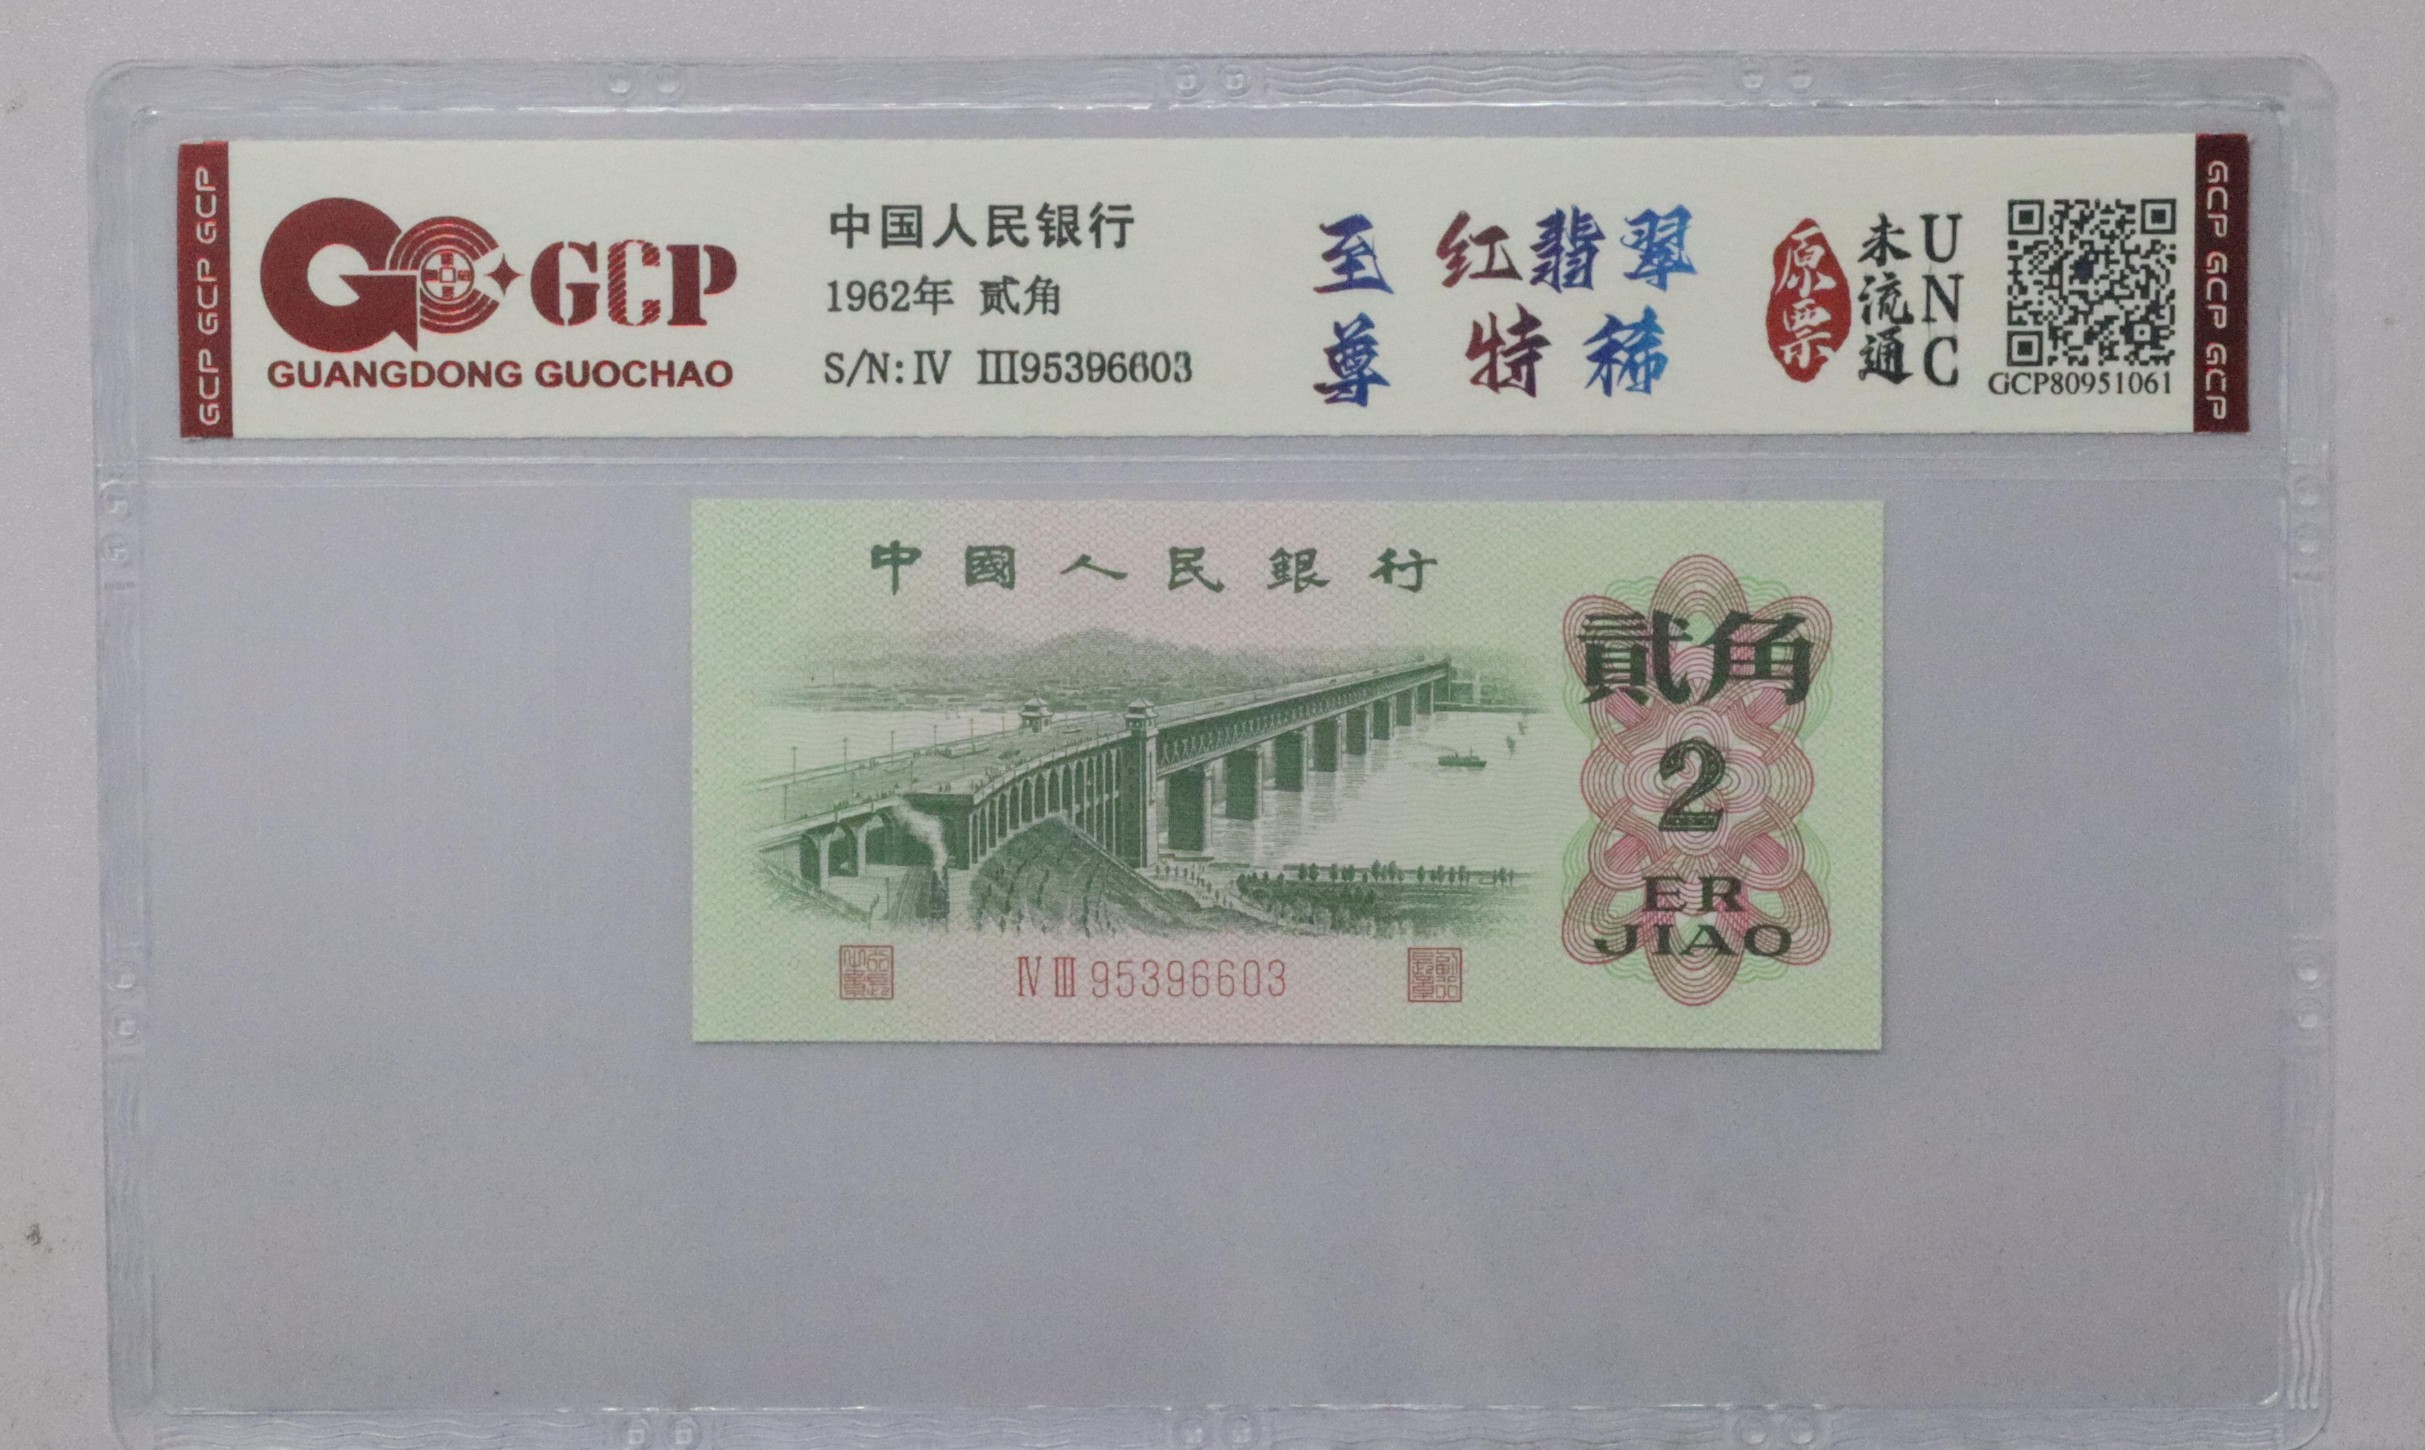 GCP GCP GCP
GCP
GUANGDONG GUOCHAO
中国人民银行
1962年 贰角
S/N: Ⅳ Ⅲ95396603
至尊
红翡翠
特稀
原票
未流通
UNC
GCP80951061
GCP GCP GCP
中國人民銀行
貳角
2
ER
JIAO
Ⅳ Ⅲ 95396603